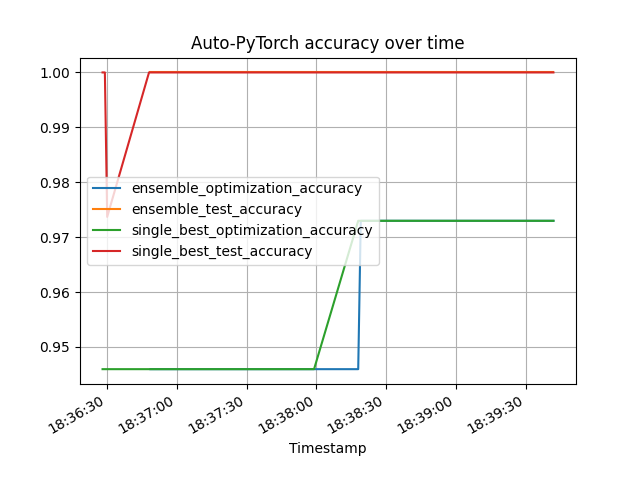 Auto-PyTorch accuracy over time
1.00
0.99
0.98
0.97
0.96
0.95
ensemble_optimization_accuracy
ensemble_test_accuracy
single_best_optimization_accuracy
single_best_test_accuracy
18:36:30
18:37:00
18:37:30
18:38:00
18:38:30
18:39:00
18:39:30
Timestamp